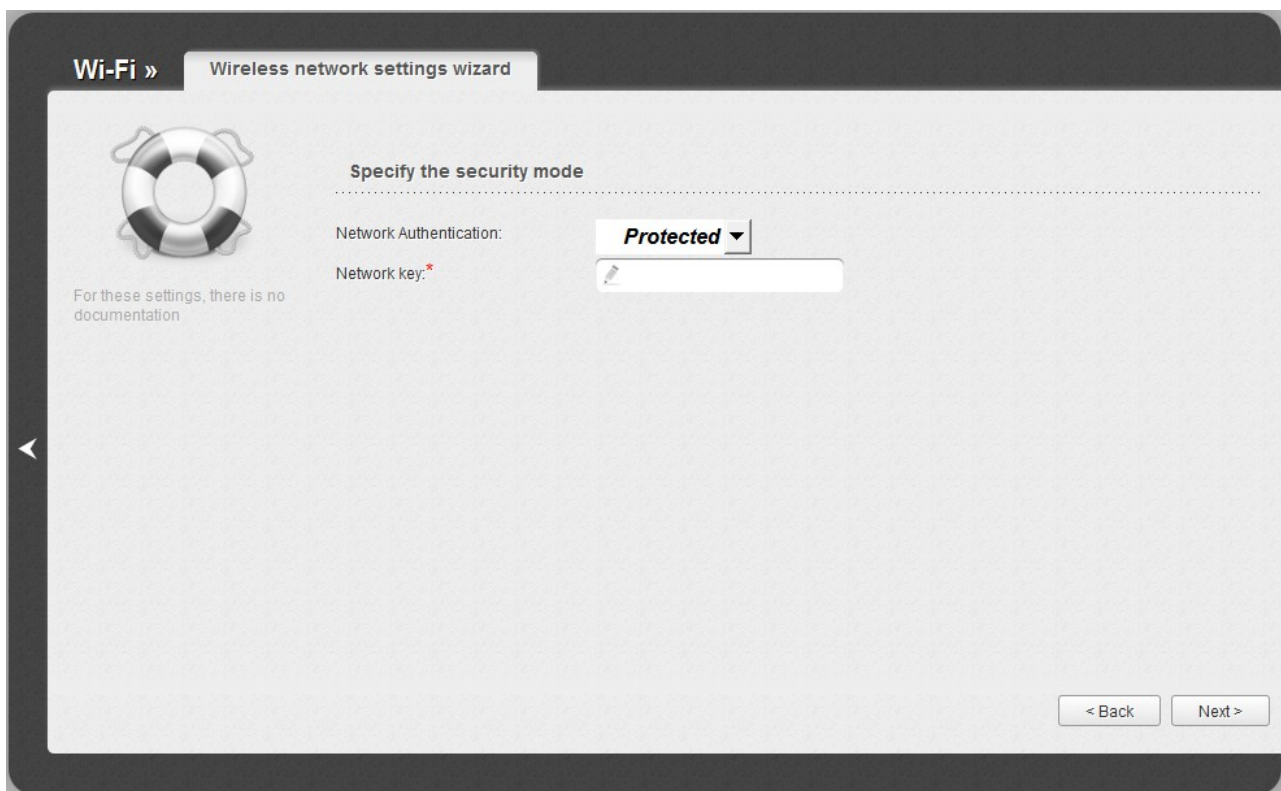 Wi-Fi »
Wireless network settings wizard
For these settings, there is no
documentation
Specify the security mode
Network Authentication:
Protected
Network key:*
< Back
Next >